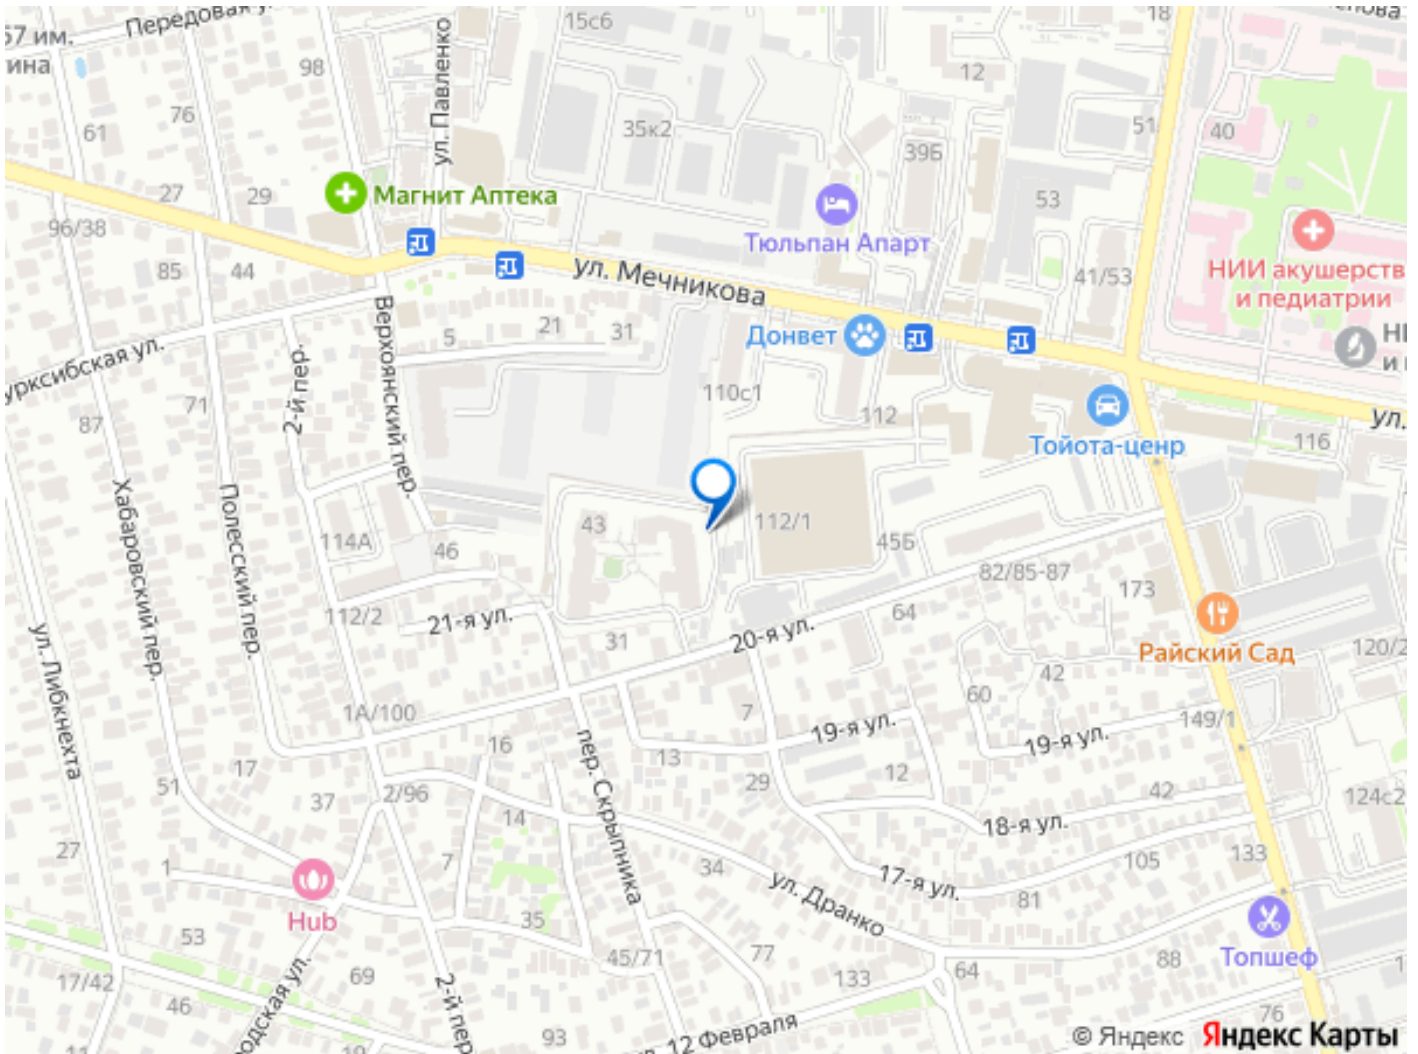 Передовая у
57 им.
ина
98
ул. Павленко
15с6
12
18
нова
61
76
35к2
39Б
51
40
27
29
Магнит Аптека
53
96/38
Тюльпан Апарт
85
44
ул. Мечникова
41/53
НИИ акушерств
и педиатрии
5
21
31
Донвет
урксибская ул.
2-й пер.
Верхоянский пер.
110с1
112
71
87
Тойота-ценр
116
ул.
Хабаровский пер.
Полесский пер.
43
112/1
45Б
114А
46
82/85-87
173
112/2
21-я ул.
31
20-я ул.
64
Райский Сад
120/2
ул. Либкнехта
42
60
1А/100
7
19-я ул.
19-я ул.
149/1
16
13
пер. Скрыпника
17
51
37
2/96
29
12
42
124с2
14
18-я ул.
27
1
7
34
17-я ул.
105
133
81
Hub
ул. Дранко
35
53
45/71
77
Топшеф
17/42
69
133
64
88
46
одская ул.
2-й пер
93
ул. 12 Февраля
76
© Яндекс Яндекс Карты